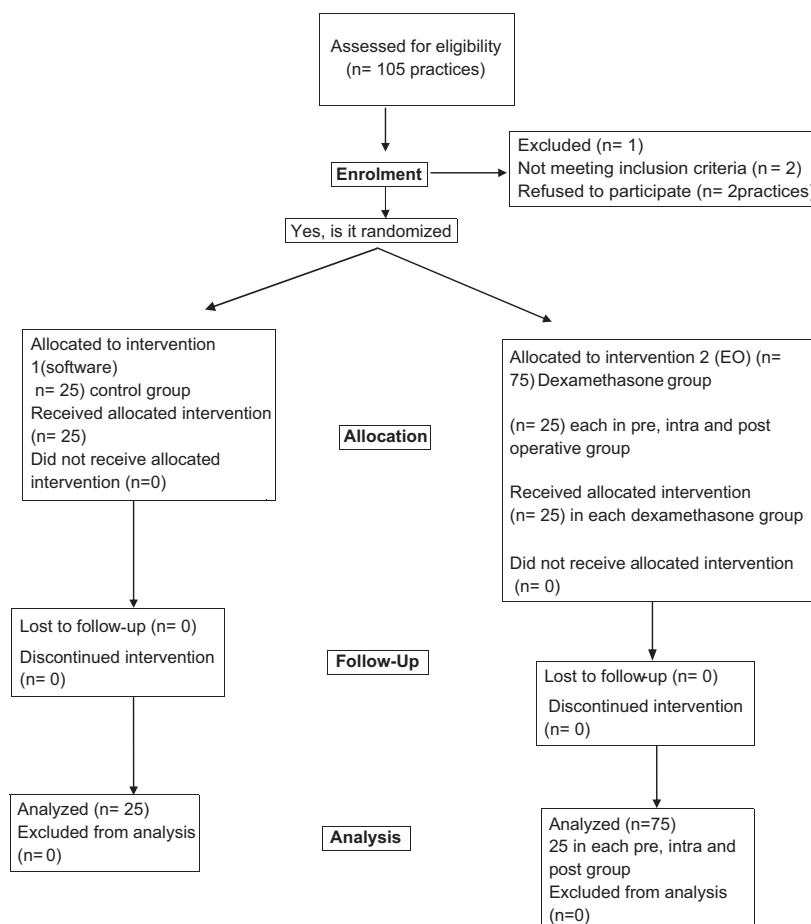 Assessed for eligibility
(n= 105 practices)
Excluded (n= 1)
Not meeting inclusion criteria (n = 2)
Refused to participate (n= 2practices)
Enrolment
Yes, is it randomized
Allocated to intervention
1(software)
n= 25) control group
Received allocated intervention
(n= 25)
Did not receive allocated
intervention (n=0)
Allocation
Allocated to intervention 2 (EO) (n=
75) Dexamethasone group
(n= 25) each in pre, intra and post
operative group
Received allocated intervention
(n= 25) in each dexamethasone group
Did not receive allocated intervention
(n= 0)
Lost to follow-up (n= 0)
Discontinued intervention
(n= 0)
Follow-Up
Lost to follow-up (n= 0)
Discontinued intervention
(n= 0)
Analyzed (n= 25)
Excluded from analysis
(n= 0)
Analysis
Analyzed (n=75)
25 in each pre, intra and
post group
Excluded from analysis
(n=0)